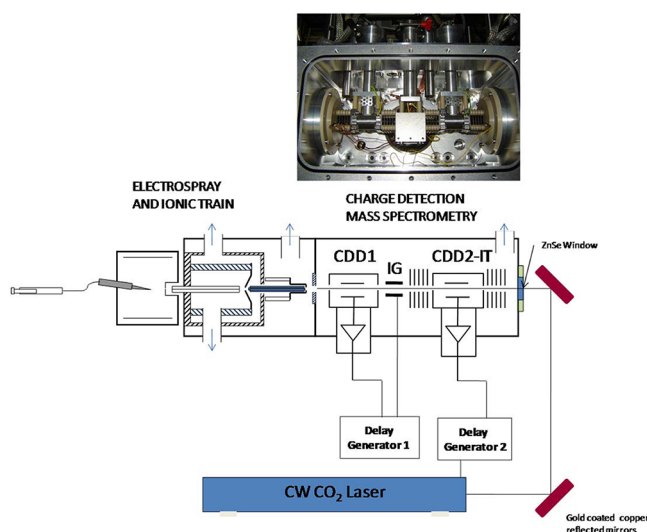 ELECTROSPRAY
AND IONIC TRAIN
CHARGE DETECTION
MASS SPECTROMETRY
ZnSe Window
CDD1
IG
CDD2-IT
Delay
Generator 1
Delay
Generator 2
CW CO₂ Laser
Gold coated copper
reflected mirrors